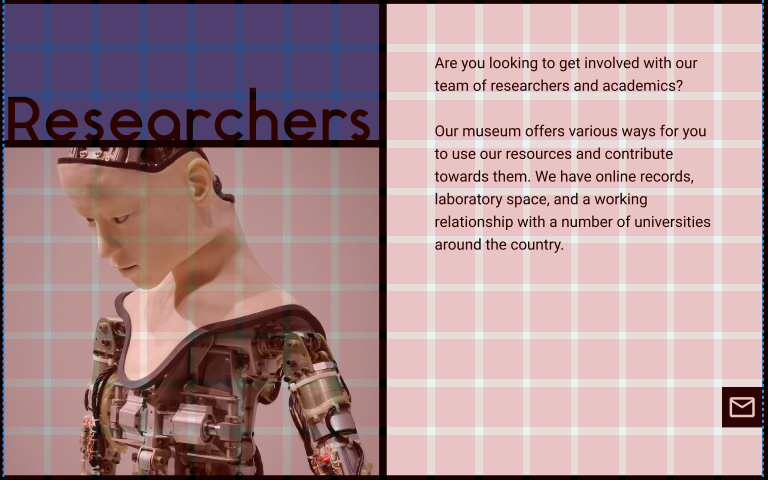 Researchers
Are you looking to get involved with our
team of researchers and academics?
Our museum offers various ways for you
to use our resources and contribute
towards them. We have online records,
laboratory space, and a working
relationship with a number of universities
around the country.